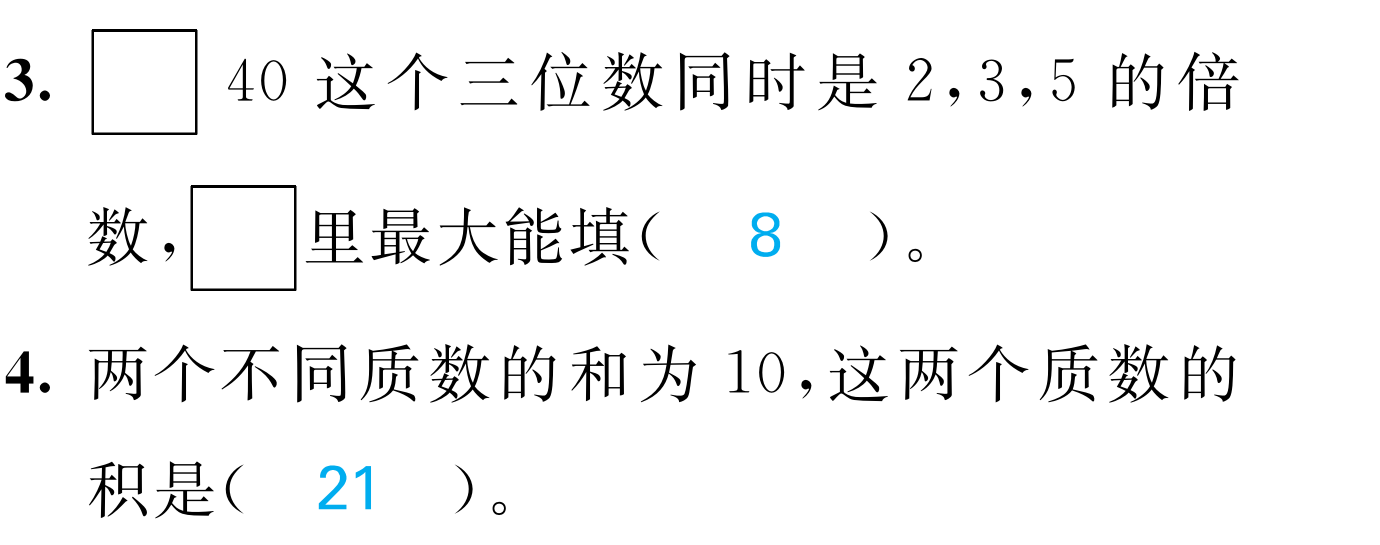 3. □40 这个三位数同时是 2,3,5 的倍
数,□里最大能填( 8 )。
4. 两个不同质数的和为 10,这两个质数的
积是( 21 )。